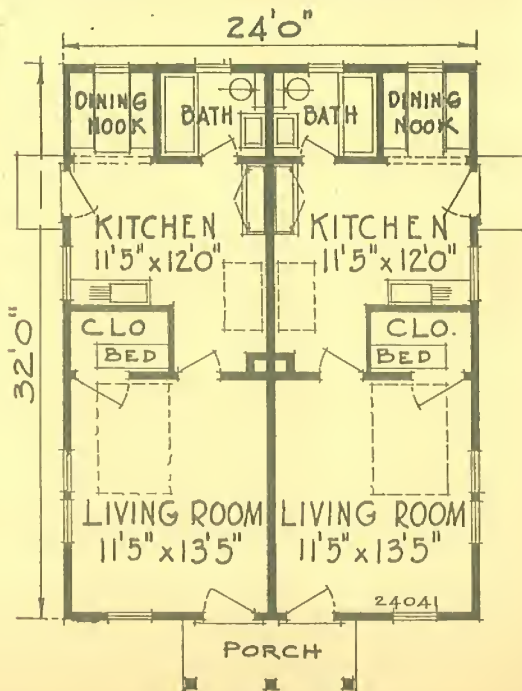 24'0"
DINING NOOK
BATH
BATH
DINING NOOK
KITCHEN
11'5" x 12'0"
KITCHEN
11'5" x 12'0"
32'0"
CLO
BED
CLO.
BED
LIVING ROOM
11'5" x 13'5"
LIVING ROOM
11'5" x 13'5"
24041
PORCH